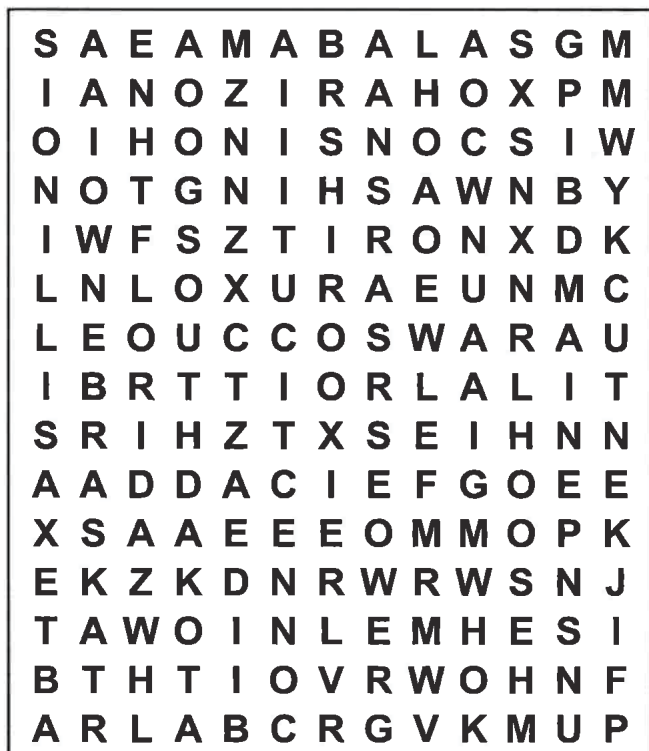 S A E A M A B A L A S G M
I A N O Z I R A H O X P M
O I H O N I S N O C S I W
N O T G N I H S A W N B Y
I W F S Z T I R O N X D K
L N L O X U R A E U N M C
L E O U C C O S W A R A U
I B R T T I O R L A L I T
S R I H Z T X S E I H N N
A A D D A C I E F G O E E
X S A A E E E O M M O P K
E K Z K D N R W R W S N J
T A W O I N L E M H E S I
B T H T I O V R W O H N F
A R L A B C R G V K M U P